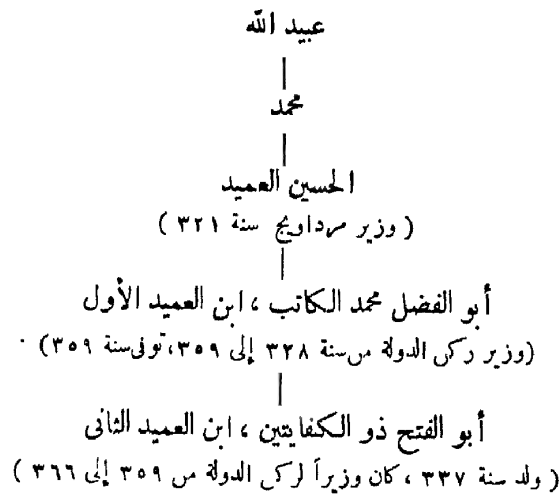 عبيد الله
محمد
الحسين العميد
( وزير مرداويج سنة ٣٢١ )
أبو الفضل محمد الكاتب ، ابن العميد الأول
(وزير ركن الدولة من سنة ٣٢٨ إلى ٣٥٩، توفى سنة ٣٥٩)
أبو الفتح ذو الكفايتين ، ابن العميد الثانى
( ولد سنة ٣٣٧ ، كان وزيراً لركن الدولة من ٣٥٩ إلى ٣٦٦ )